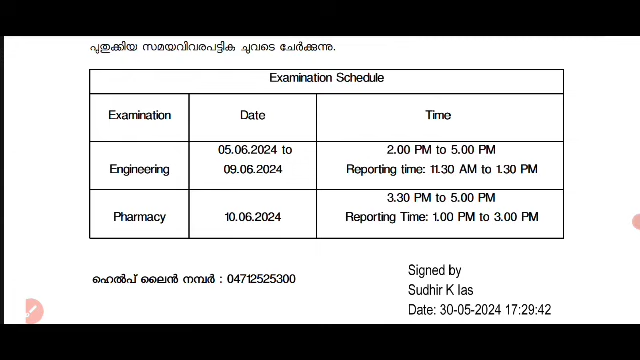 പുതുക്കിയ സമയവിവരപട്ടിക ചുവടെ ചേർക്കുന്നു.
Examination Schedule
Examination Date Time
Engineering 05.06.2024 to 09.06.2024 2.00 PM to 5.00 PM
Reporting time: 11.30 AM to 1.30 PM
Pharmacy 10.06.2024 3.30 PM to 5.00 PM
Reporting Time: 1.00 PM to 3.00 PM
ഹെൽപ് ലൈൻ നമ്പർ : 04712525300
Signed by
Sudhir K Ias
Date: 30-05-2024 17:29:42